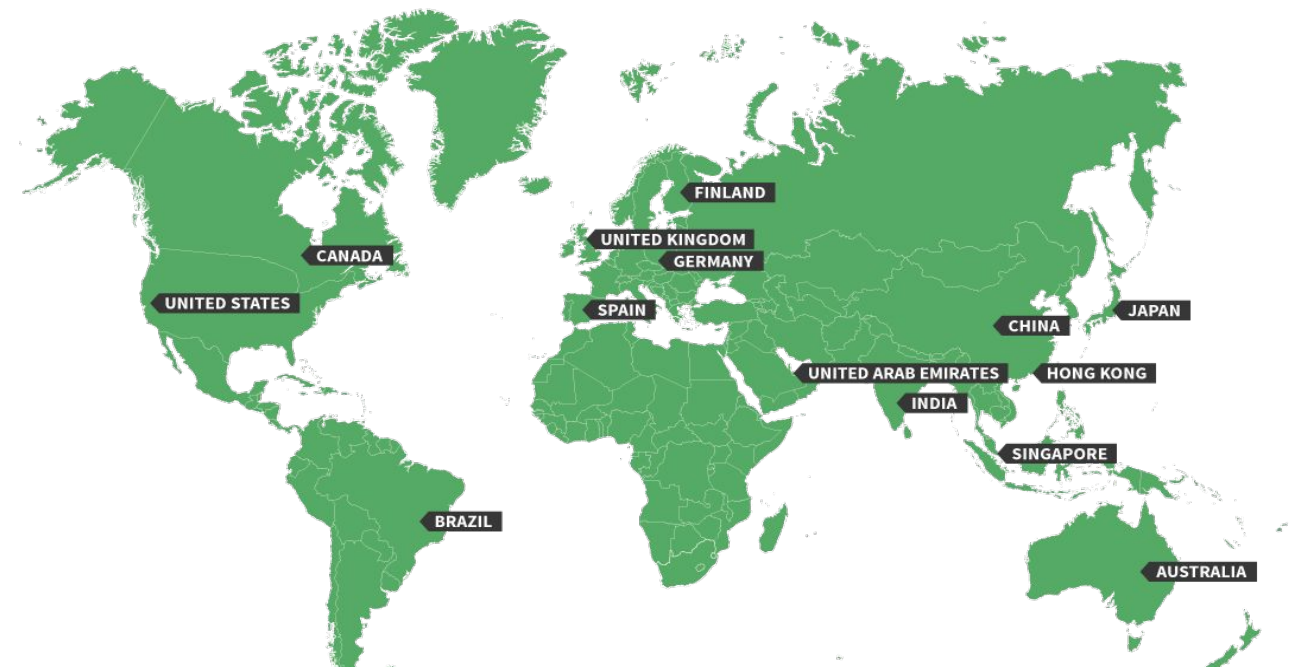 FINLAND
UNITED KINGDOM
CANADA
GERMANY
UNITED STATES
SPAIN
JAPAN
CHINA
UNITED ARAB EMIRATES
HONG KONG
INDIA
SINGAPORE
BRAZIL
AUSTRALIA